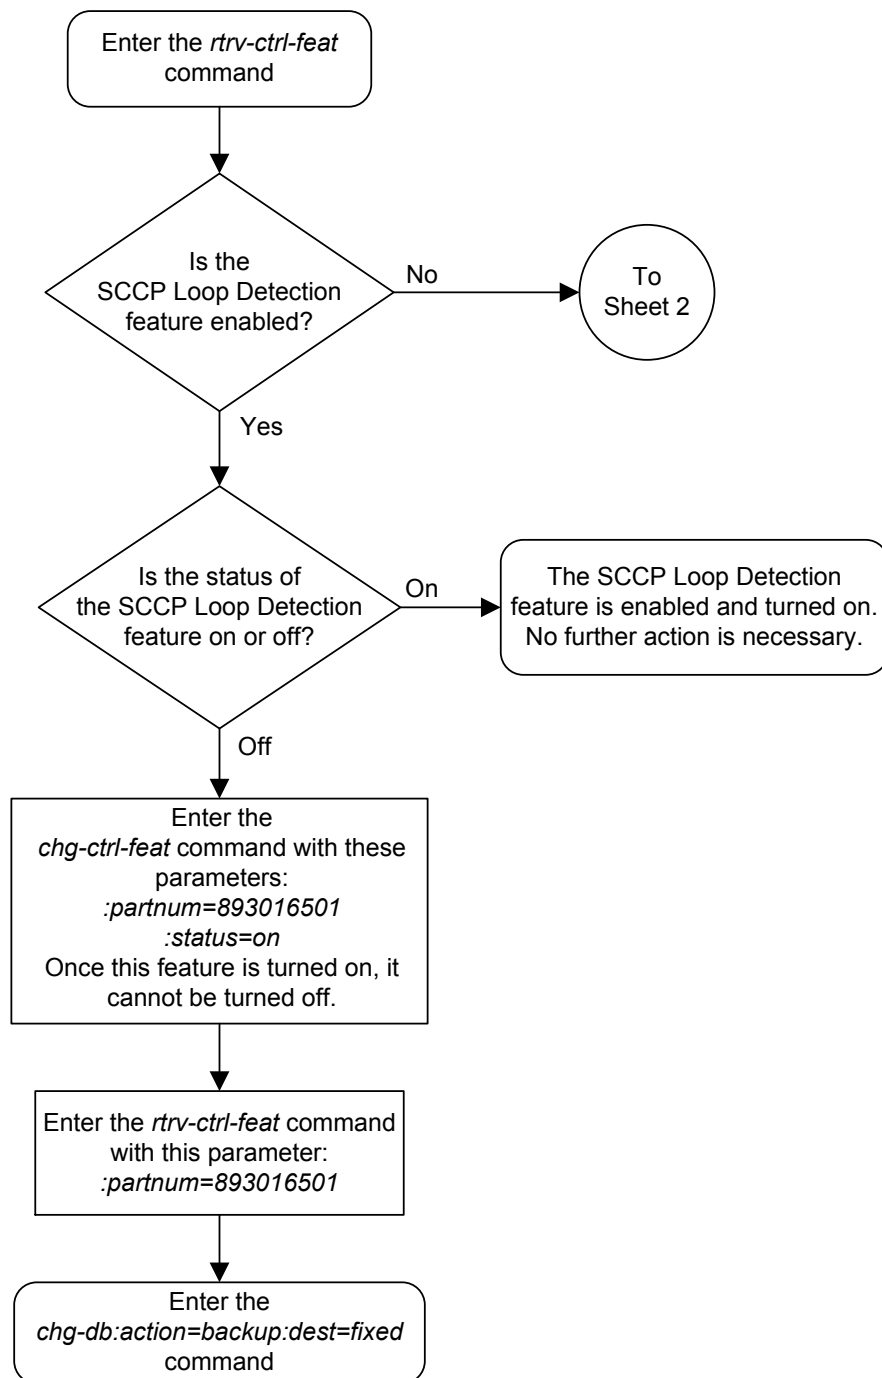 Enter the rtrv-ctrl-feat
command
Is the
SCCP Loop Detection
feature enabled?
No
To
Sheet 2
Yes
Is the status of
the SCCP Loop Detection
feature on or off?
On
The SCCP Loop Detection
feature is enabled and turned on.
No further action is necessary.
Off
Enter the
chg-ctrl-feat command with these
parameters:
:partnum=893016501
:status=on
Once this feature is turned on, it
cannot be turned off.
Enter the rtrv-ctrl-feat command
with this parameter:
:partnum=893016501
Enter the
chg-db:action=backup:dest=fixed
command